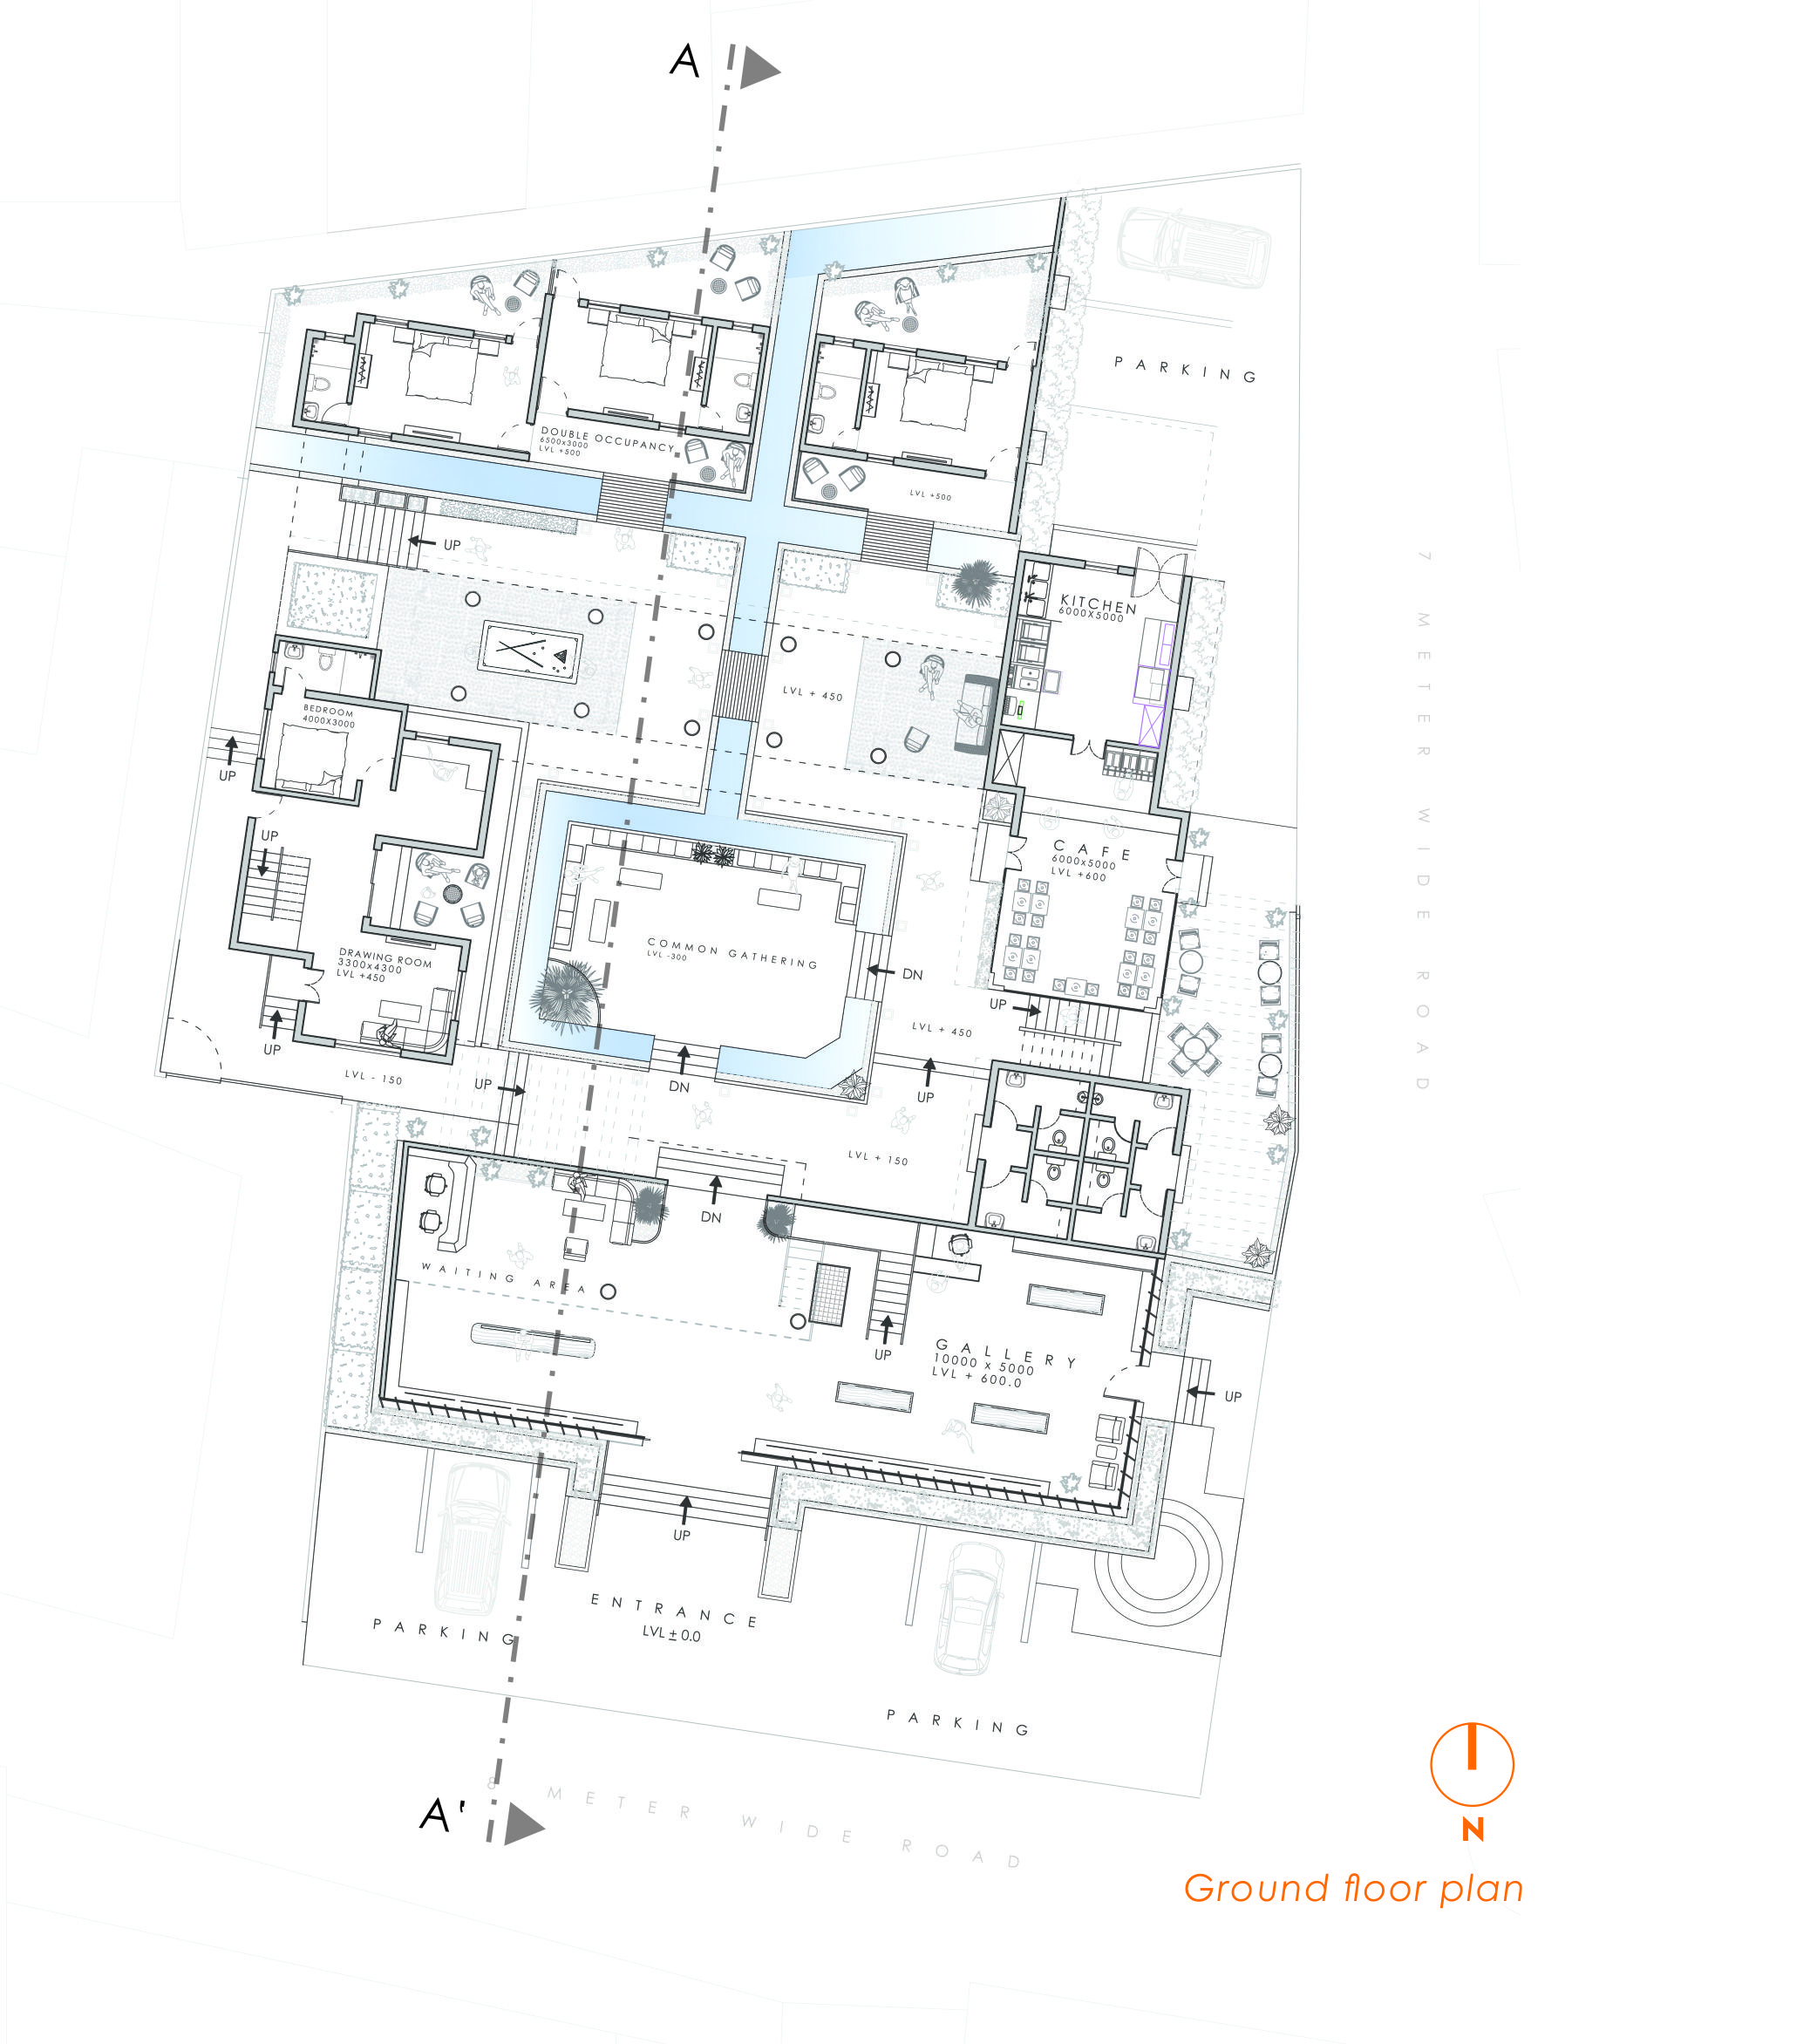 A
PARKING
DOUBLE OCCUPANCY
6500x3000
LVL +500
LVL +500
UP
KITCHEN
6000X5000
7 METER WIDE ROAD
LVL + 450
BEDROOM
4000X3000
UP
UP
CAFE
6000x5000
LVL +600
COMMON GATHERING
LVL -300
DRAWING ROOM
3300x4300
LVL +450
DN
UP
LVL + 450
UP
LVL - 150
UP
DN
UP
LVL + 150
DN
WAITING AREA
UP
GALLERY
10000 x 5000
LVL + 600.0
UP
UP
ENTRANCE
LVL ± 0.0
PARKING
PARKING
A'
8 METER WIDE ROAD
N
Ground floor plan